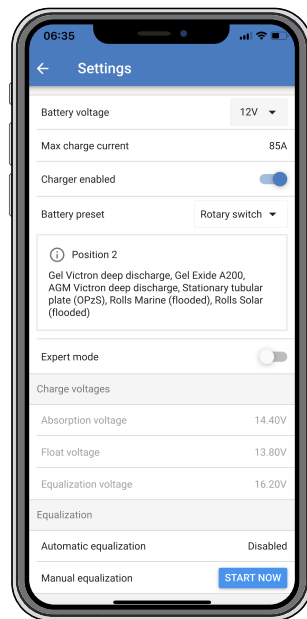 06:35
Settings
Battery voltage 12V
Max charge current 85A
Charger enabled
Battery preset Rotary switch
Position 2
Gel Victron deep discharge, Gel Exide A200,
AGM Victron deep discharge, Stationary tubular
plate (OPzS), Rolls Marine (flooded), Rolls Solar
(flooded)
Expert mode
Charge voltages
Absorption voltage 14.40V
Float voltage 13.80V
Equalization voltage 16.20V
Equalization
Automatic equalization Disabled
Manual equalization START NOW